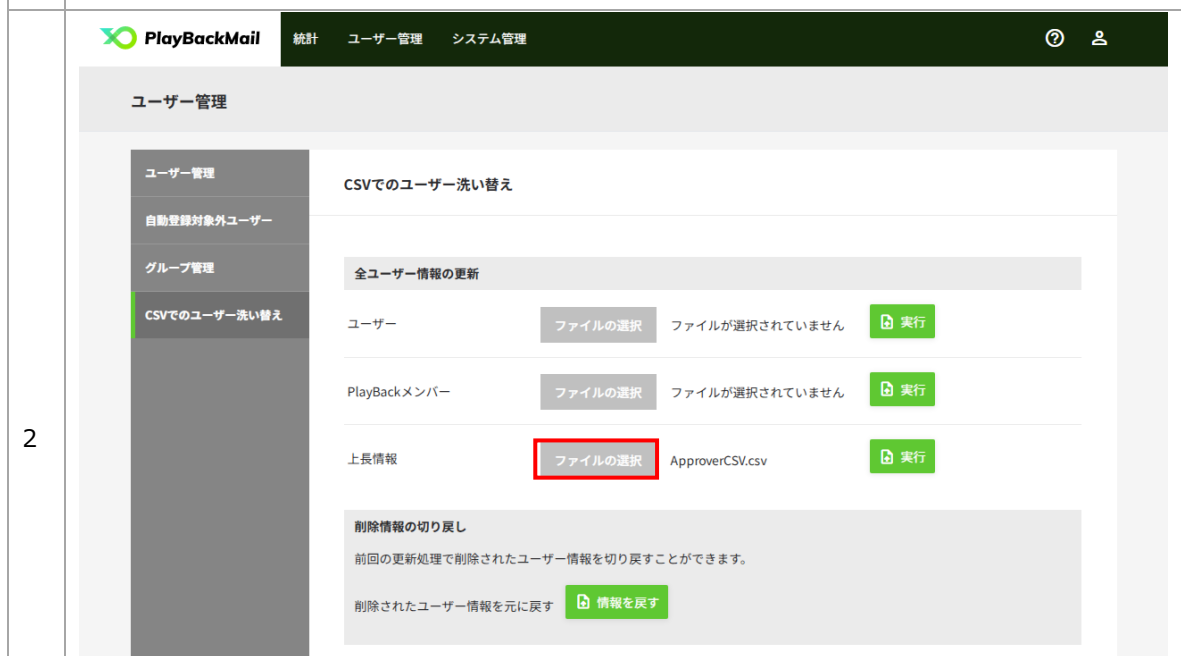 PlayBackMail 統計 ユーザー管理 システム管理
ユーザー管理
ユーザー管理
自動登録対象外ユーザー
グループ管理
CSVでのユーザー洗い替え
CSVでのユーザー洗い替え
全ユーザー情報の更新
ユーザー ファイルの選択 ファイルが選択されていません 実行
PlayBackメンバー ファイルの選択 ファイルが選択されていません 実行
上長情報 ファイルの選択 ApproverCSV.csv 実行
削除情報の切り戻し
前回の更新処理で削除されたユーザー情報を切り戻すことができます。
削除されたユーザー情報を元に戻す 情報を戻す
2